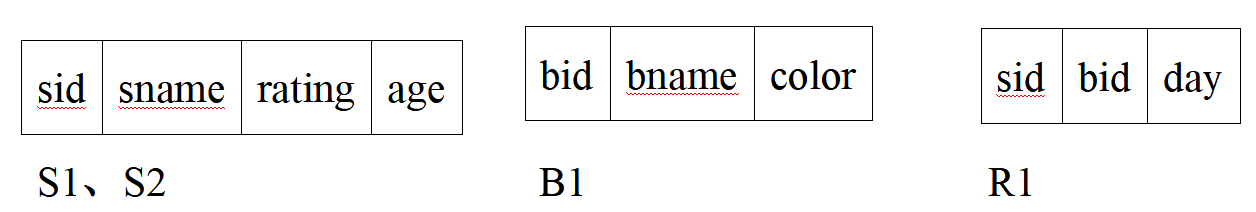 sid sname rating age
bid bname color
sid bid day
S1、S2
B1
R1